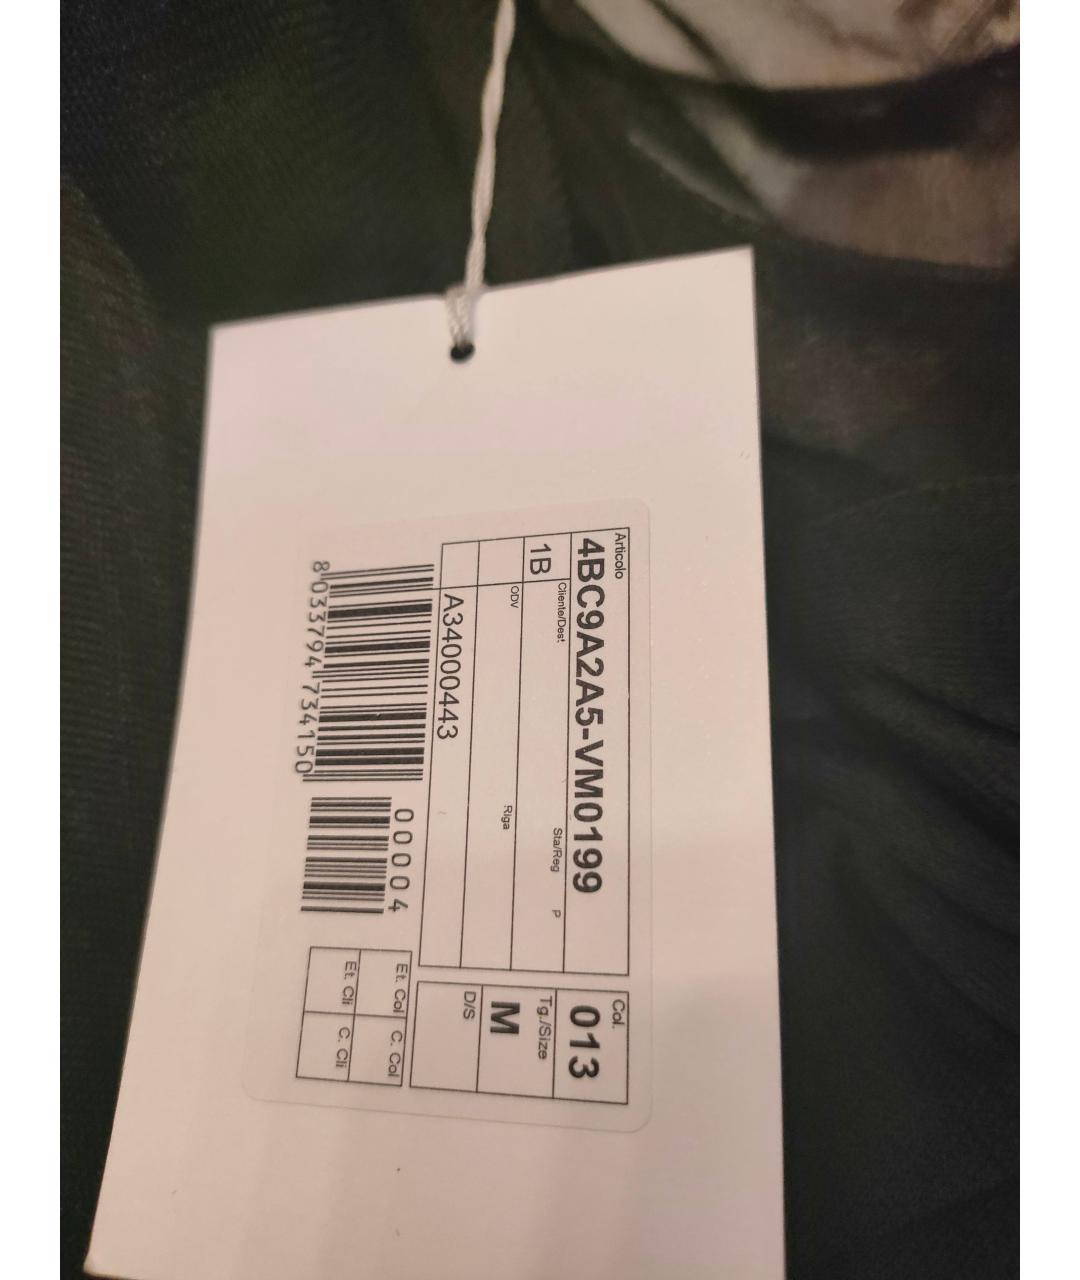 Articolo
4BC9A2A5-VM0199
Col.
013
1B
Cliente/Dest
Sta/Reg
P
Tg./Size
M
ODV
Riga
D/S
A34000443
8 033794 734150
00004
Et. Col
C. Col
Et. Cli
C. Cli